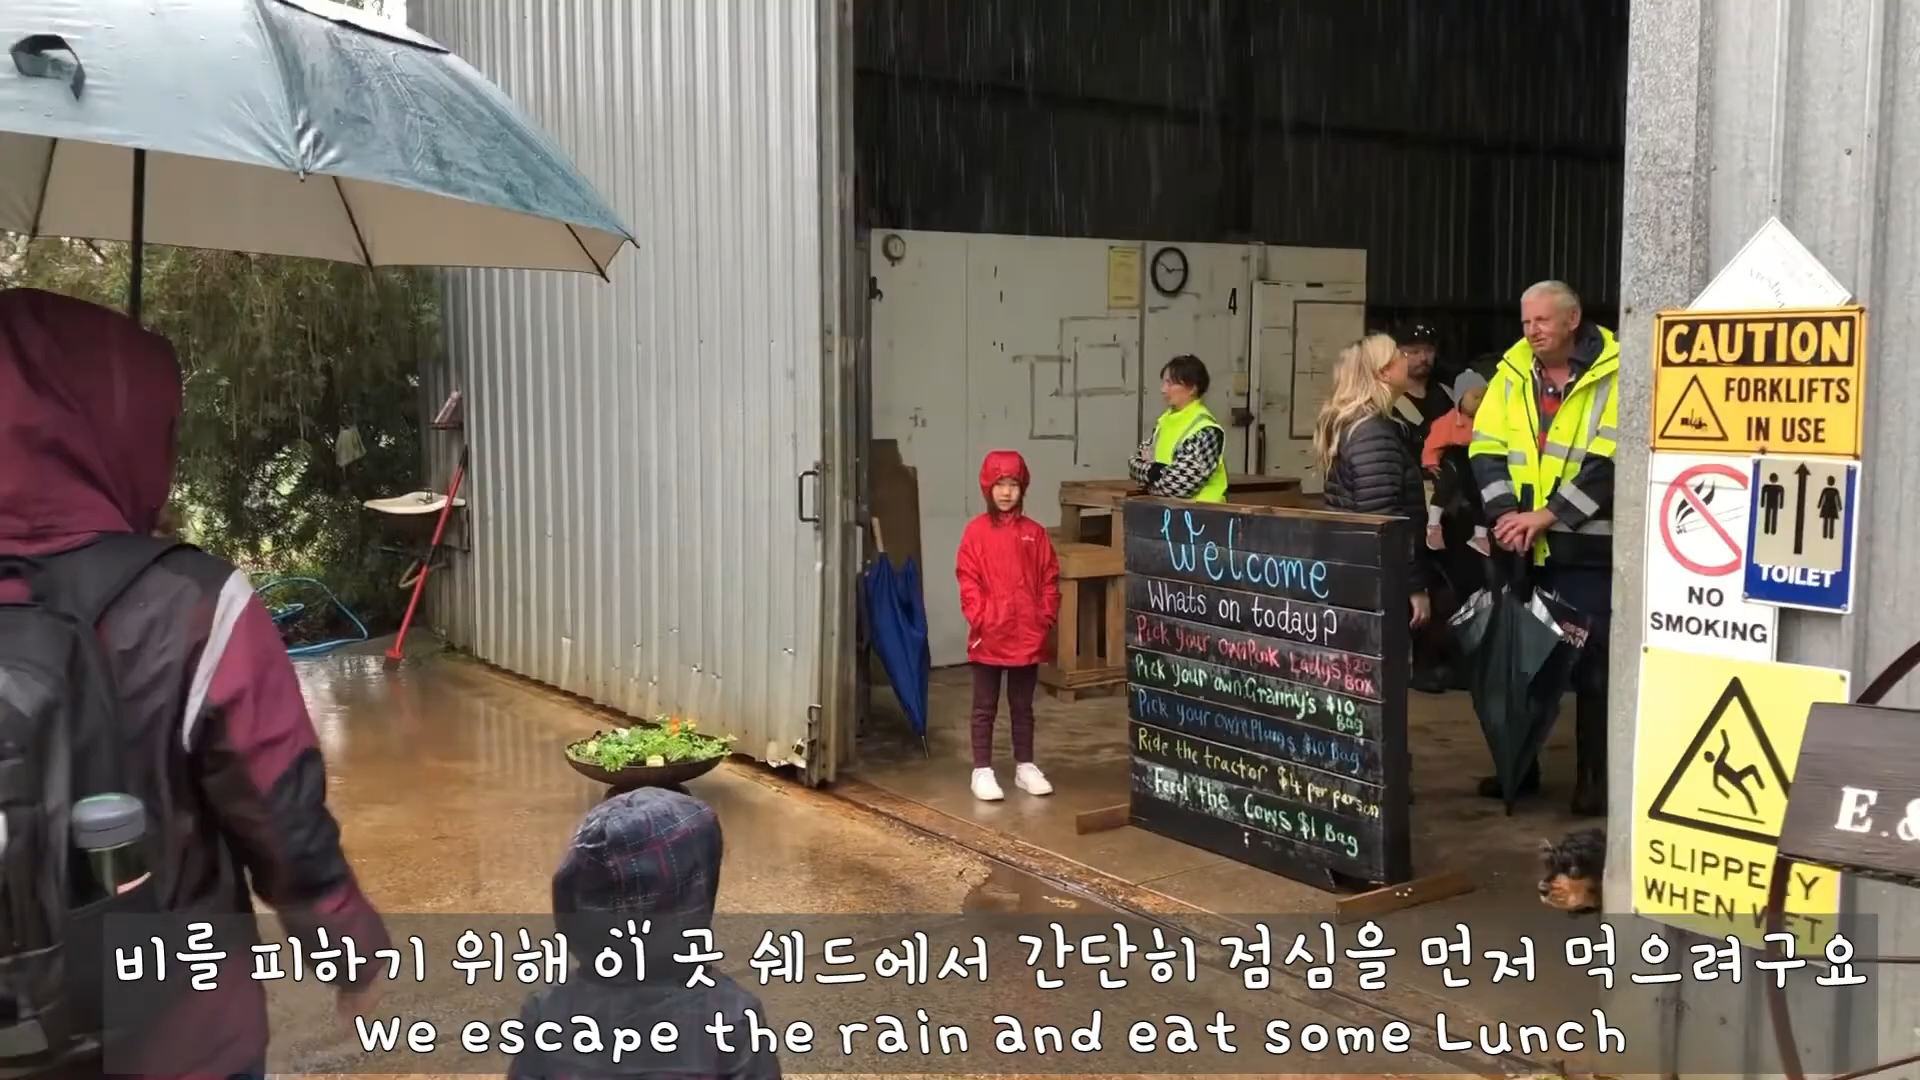 CAUTION
FORKLIFTS
IN USE
TOILET
NO
SMOKING
SLIPPERY
WHEN WET
E.&
4
Welcome
Whats on today?
Pick your own Pink Ladys $20
BOX
Pick your own Granny's $10
Bag
Pick your own Plums $10 Bag
Ride the tractor $4 per person
Feed the Cows $1 Bag
비를 피하기 위해 이 곳 쉐드에서 간단히 점심을 먼저 먹으려구요
We escape the rain and eat some Lunch